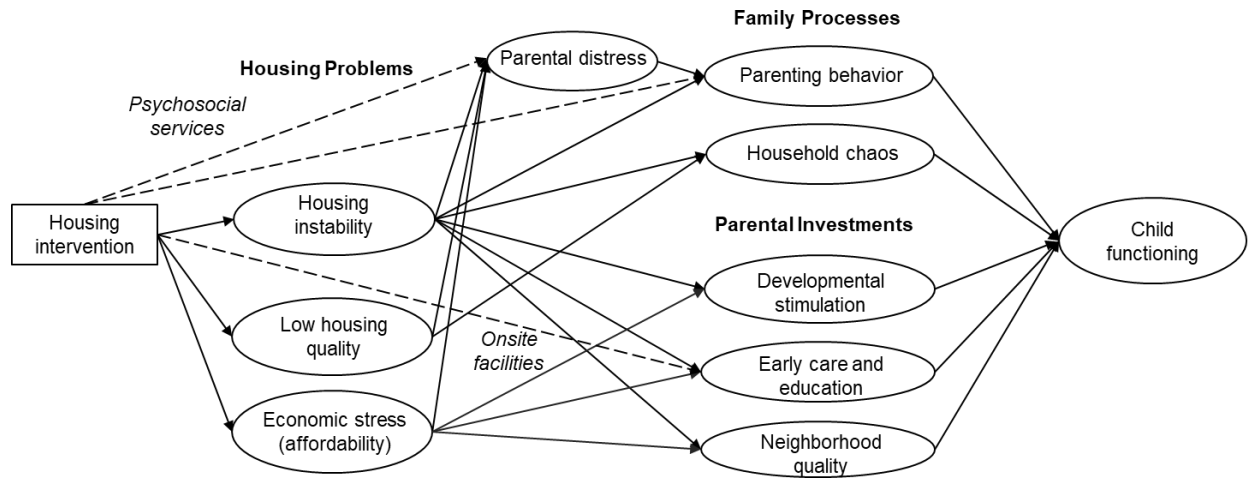 Family Processes
Parental distress
Housing Problems
Parenting behavior
Psychosocial
services
Household chaos
Housing
instability
Housing
intervention
Parental Investments
Child
functioning
Developmental
stimulation
Low housing
quality
Onsite
facilities
Early care and
education
Economic stress
(affordability)
Neighborhood
quality